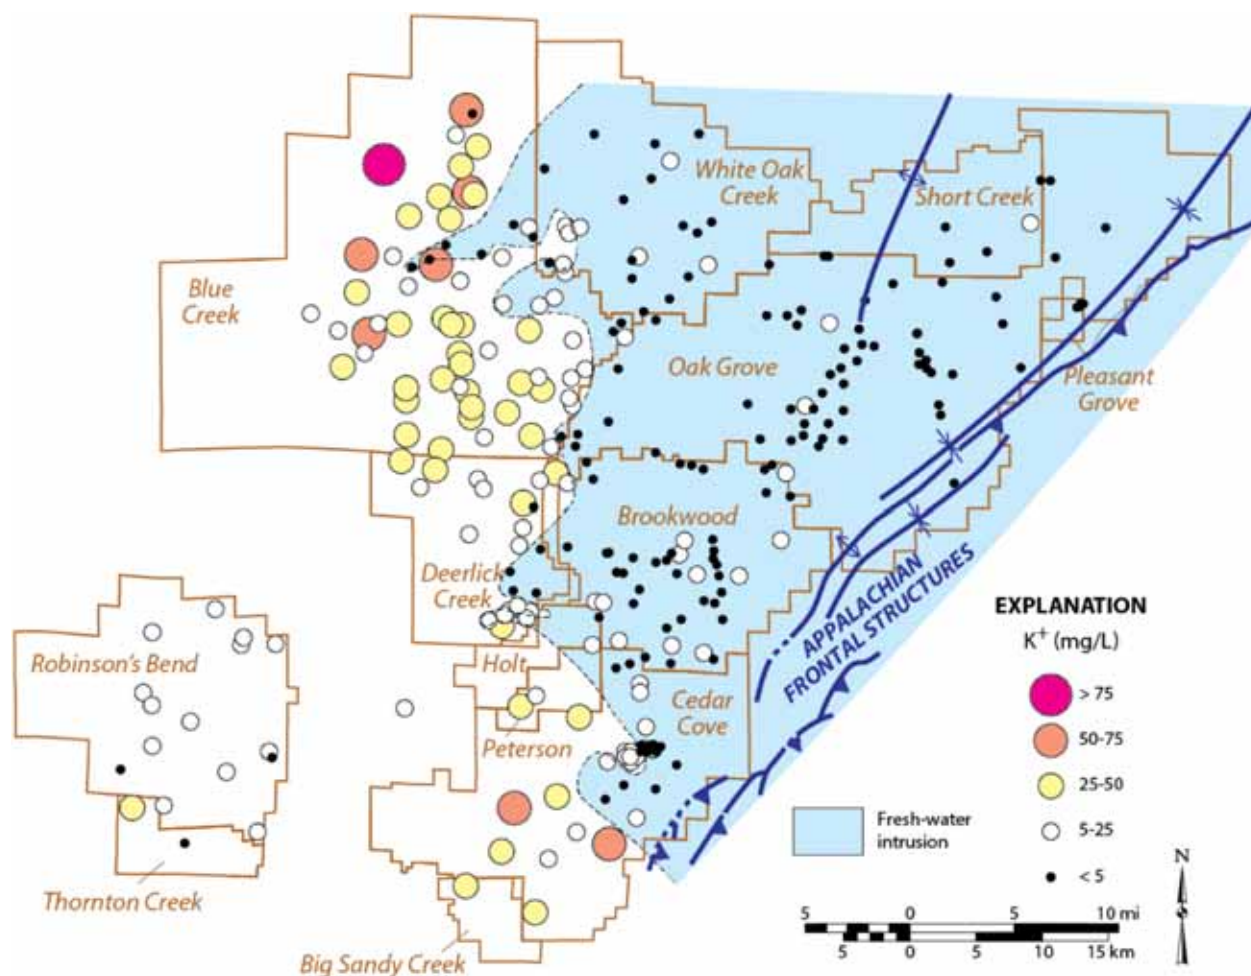 White Oak
Creek
Short Creek
Blue
Creek
Oak Grove
Pleasant
Grove
Brookwood
Deerlick
Creek
Robinson's Bend
Holt
Cedar
Cove
Peterson
Thornton Creek
Big Sandy Creek
APPALACHIAN
FRONTAL STRUCTURES
EXPLANATION
K+ (mg/L)
> 75
50-75
25-50
5-25
< 5
Fresh-water
intrusion
N
5 0 5 10 mi
5 0 5 10 15 km